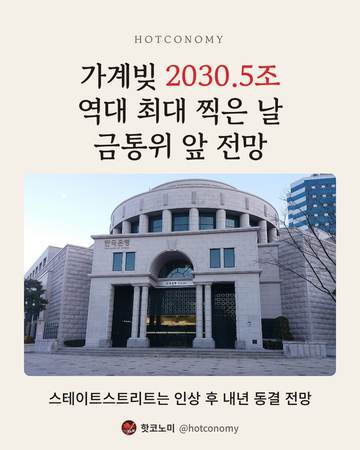 HOTCONOMY
가계빚 2030.5조
역대 최대 찍은 날
금통위 앞 전망
한국은행
스테이트스트리트는 인상 후 내년 동결 전망
핫코노미 @hotconomy